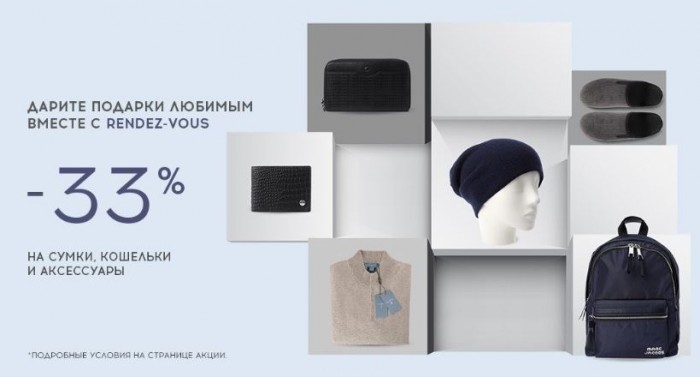 ДАРИТЕ ПОДАРКИ ЛЮБИМЫМ
ВМЕСТЕ С RENDEZ-VOUS
-33%
НА СУМКИ, КОШЕЛЬКИ
И АКСЕССУАРЫ
*ПОДРОБНЫЕ УСЛОВИЯ НА СТРАНИЦЕ АКЦИИ.
MARC
JACOBS